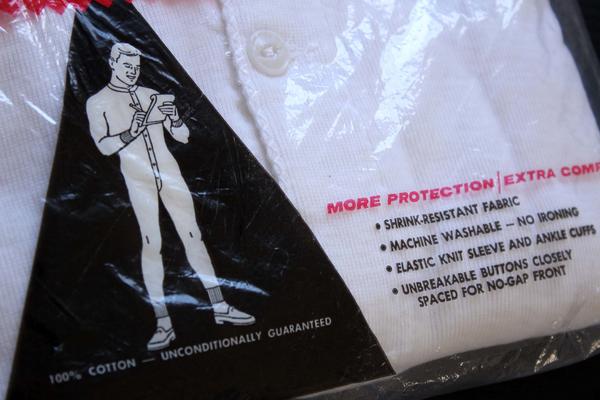 MORE PROTECTION | EXTRA
• SHRINK-RESISTANT FABRIC
• MACHINE WASHABLE — NO IRONING
• ELASTIC KNIT SLEEVE AND ANKLE CUFFS
• UNBREAKABLE BUTTONS CLOSELY
SPACED FOR NO-GAP FRONT
100% COTTON — UNCONDITIONALLY GUARANTEED